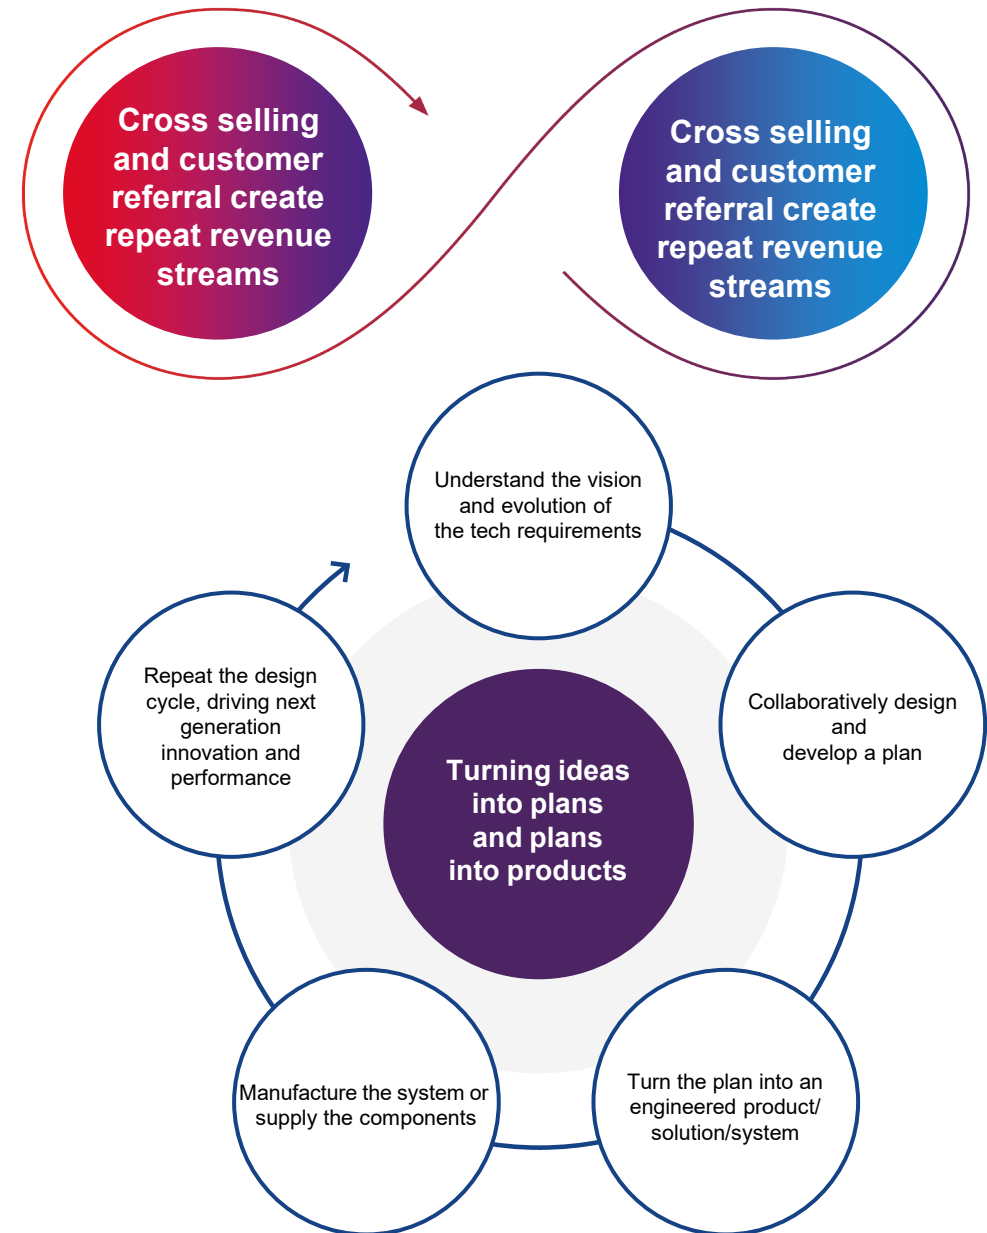 Cross selling
and customer
referral create
repeat revenue
streams
Cross selling
and customer
referral create
repeat revenue
streams
Understand the vision
and evolution of
the tech requirements
Collaboratively design
and
develop a plan
Turn the plan into an
engineered product/
solution/system
Manufacture the system or
supply the components
Repeat the design
cycle, driving next
generation
innovation and
performance
Turning ideas
into plans
and plans
into products